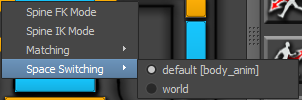 Spine FK Mode
Spine IK Mode
Matching
Space Switching
default [body_anim]
world